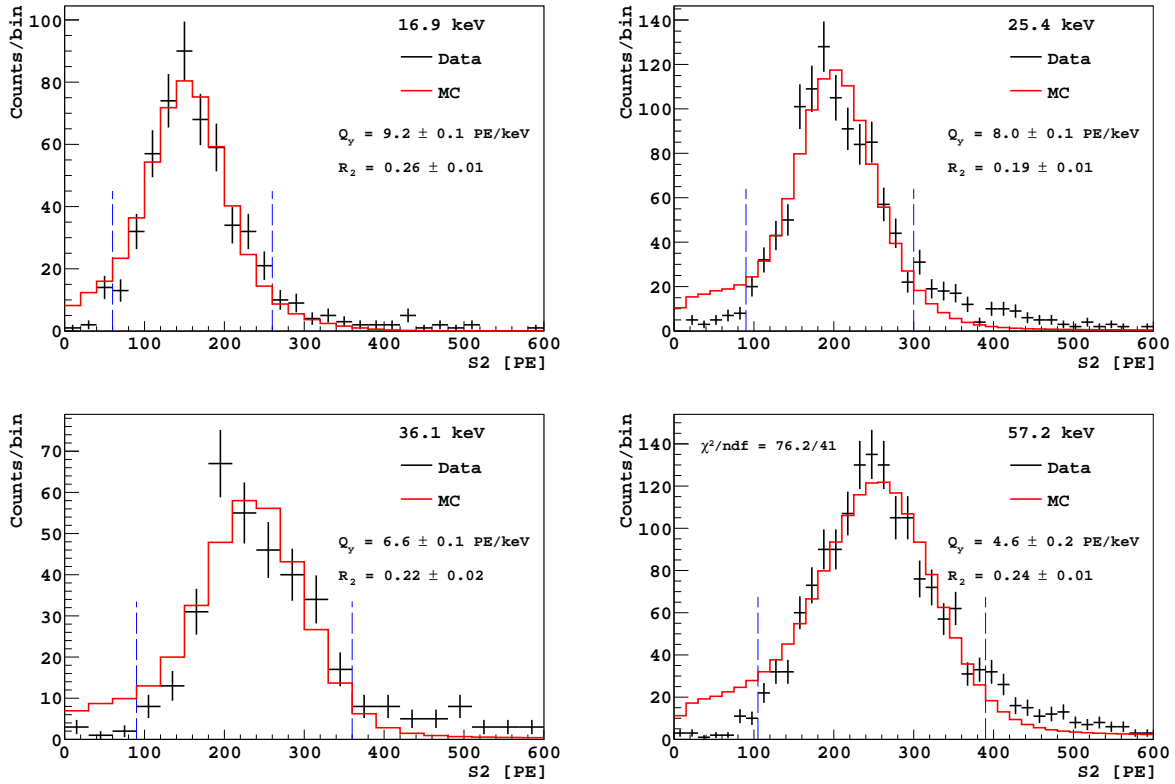 16.9 keV
Data
MC
Q_y = 9.2 ± 0.1 PE/keV
R_2 = 0.26 ± 0.01
Counts/bin
100
80
60
40
20
0
0 100 200 300 400 500 600
S2 [PE]
25.4 keV
Data
MC
Q_y = 8.0 ± 0.1 PE/keV
R_2 = 0.19 ± 0.01
Counts/bin
140
120
100
80
60
40
20
0
0 100 200 300 400 500 600
S2 [PE]
36.1 keV
Data
MC
Q_y = 6.6 ± 0.1 PE/keV
R_2 = 0.22 ± 0.02
Counts/bin
70
60
50
40
30
20
10
0
0 100 200 300 400 500 600
S2 [PE]
57.2 keV
χ²/ndf = 76.2/41
Data
MC
Q_y = 4.6 ± 0.2 PE/keV
R_2 = 0.24 ± 0.01
Counts/bin
140
120
100
80
60
40
20
0
0 100 200 300 400 500 600
S2 [PE]